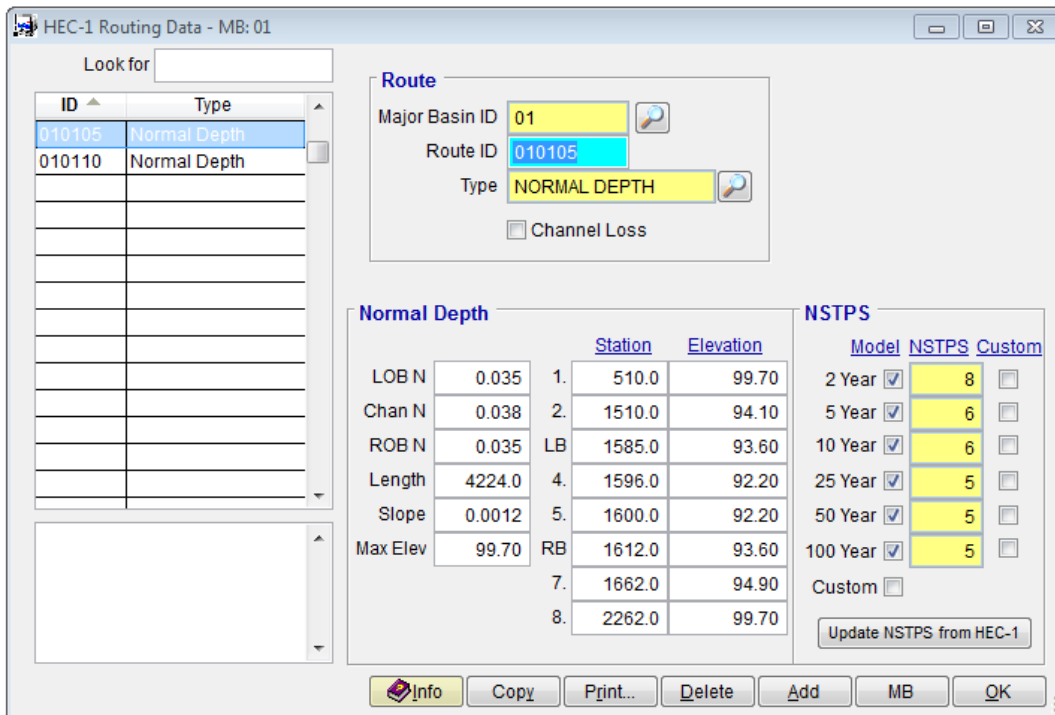 HEC-1 Routing Data - MB: 01
Look for
ID Type
010105 Normal Depth
010110 Normal Depth
Route
Major Basin ID 01
Route ID 010105
Type NORMAL DEPTH
Channel Loss
Normal Depth
Station Elevation
LOB N 0.035 1. 510.0 99.70
Chan N 0.038 2. 1510.0 94.10
ROB N 0.035 LB 1585.0 93.60
Length 4224.0 4. 1596.0 92.20
Slope 0.0012 5. 1600.0 92.20
Max Elev 99.70 RB 1612.0 93.60
7. 1662.0 94.90
8. 2262.0 99.70
NSTPS
Model NSTPS Custom
2 Year 8
5 Year 6
10 Year 6
25 Year 5
50 Year 5
100 Year 5
Custom
Update NSTPS from HEC-1
Info Copy Print... Delete Add MB OK